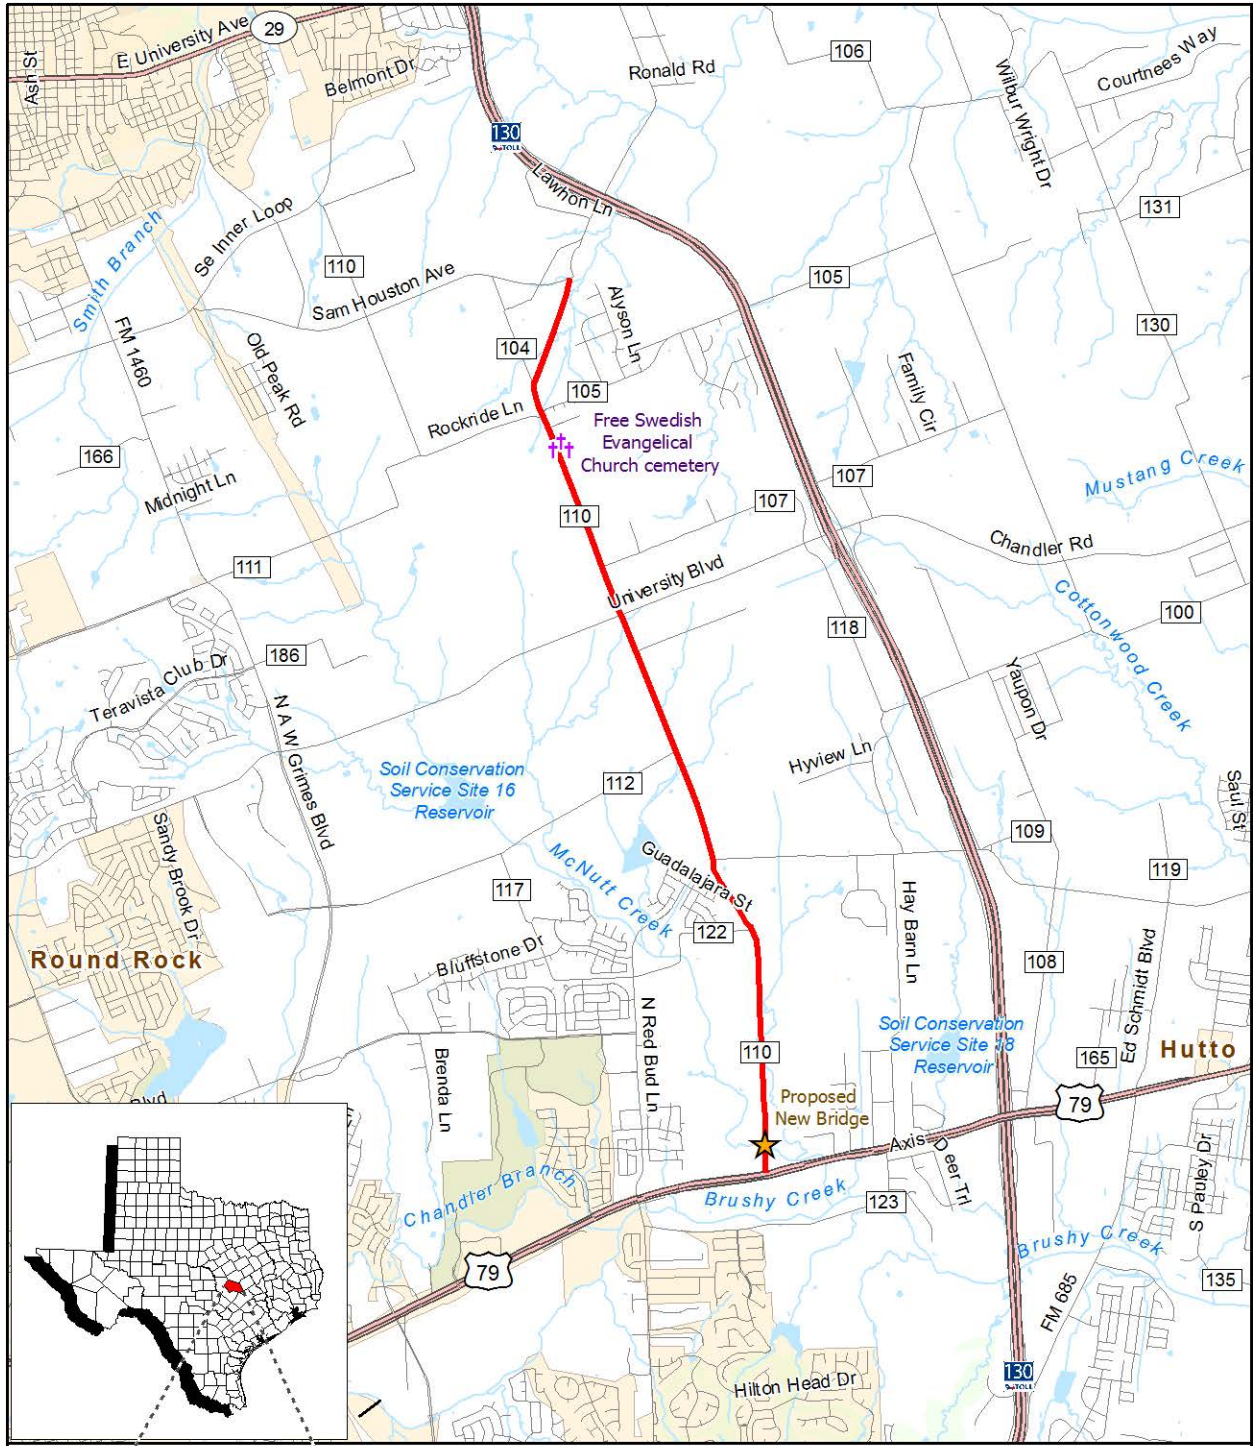 29
E University Ave
Ash St
Belmont Dr
Ronald Rd
106
Wilbur Wright Dr
Courtnees Way
130
TOLL
Lawhon Ln
131
Smith Branch
Se Inner Loop
110
Sam Houston Ave
105
130
FM 1460
Old Peak Rd
104
Alyson Ln
105
Family Cir
Rockride Ln
Free Swedish
Evangelical
Church cemetery
166
Midnight Ln
107
107
Mustang Creek
110
Chandler Rd
111
University Blvd
Cottonwood Creek
100
118
186
Teravista Club Dr
Yaupon Dr
N A W Grimes Blvd
Hyview Ln
Soil Conservation
Service Site 16
Reservoir
112
Saul St
Sandy Brook Dr
McNutt Creek
Guadalajara St
109
119
117
Hay Barn Ln
122
Round Rock
Bluffstone Dr
108
Ed Schmidt Blvd
N Red Bud Ln
Soil Conservation
Service Site 18
Reservoir
110
165
Hutto
Brenda Ln
79
Proposed
New Bridge
Blvd
Axis Deer Trl
S Pauley Dr
Chandler Branch
Brushy Creek
123
Brushy Creek
79
135
FM 685
130
TOLL
Hilton Head Dr